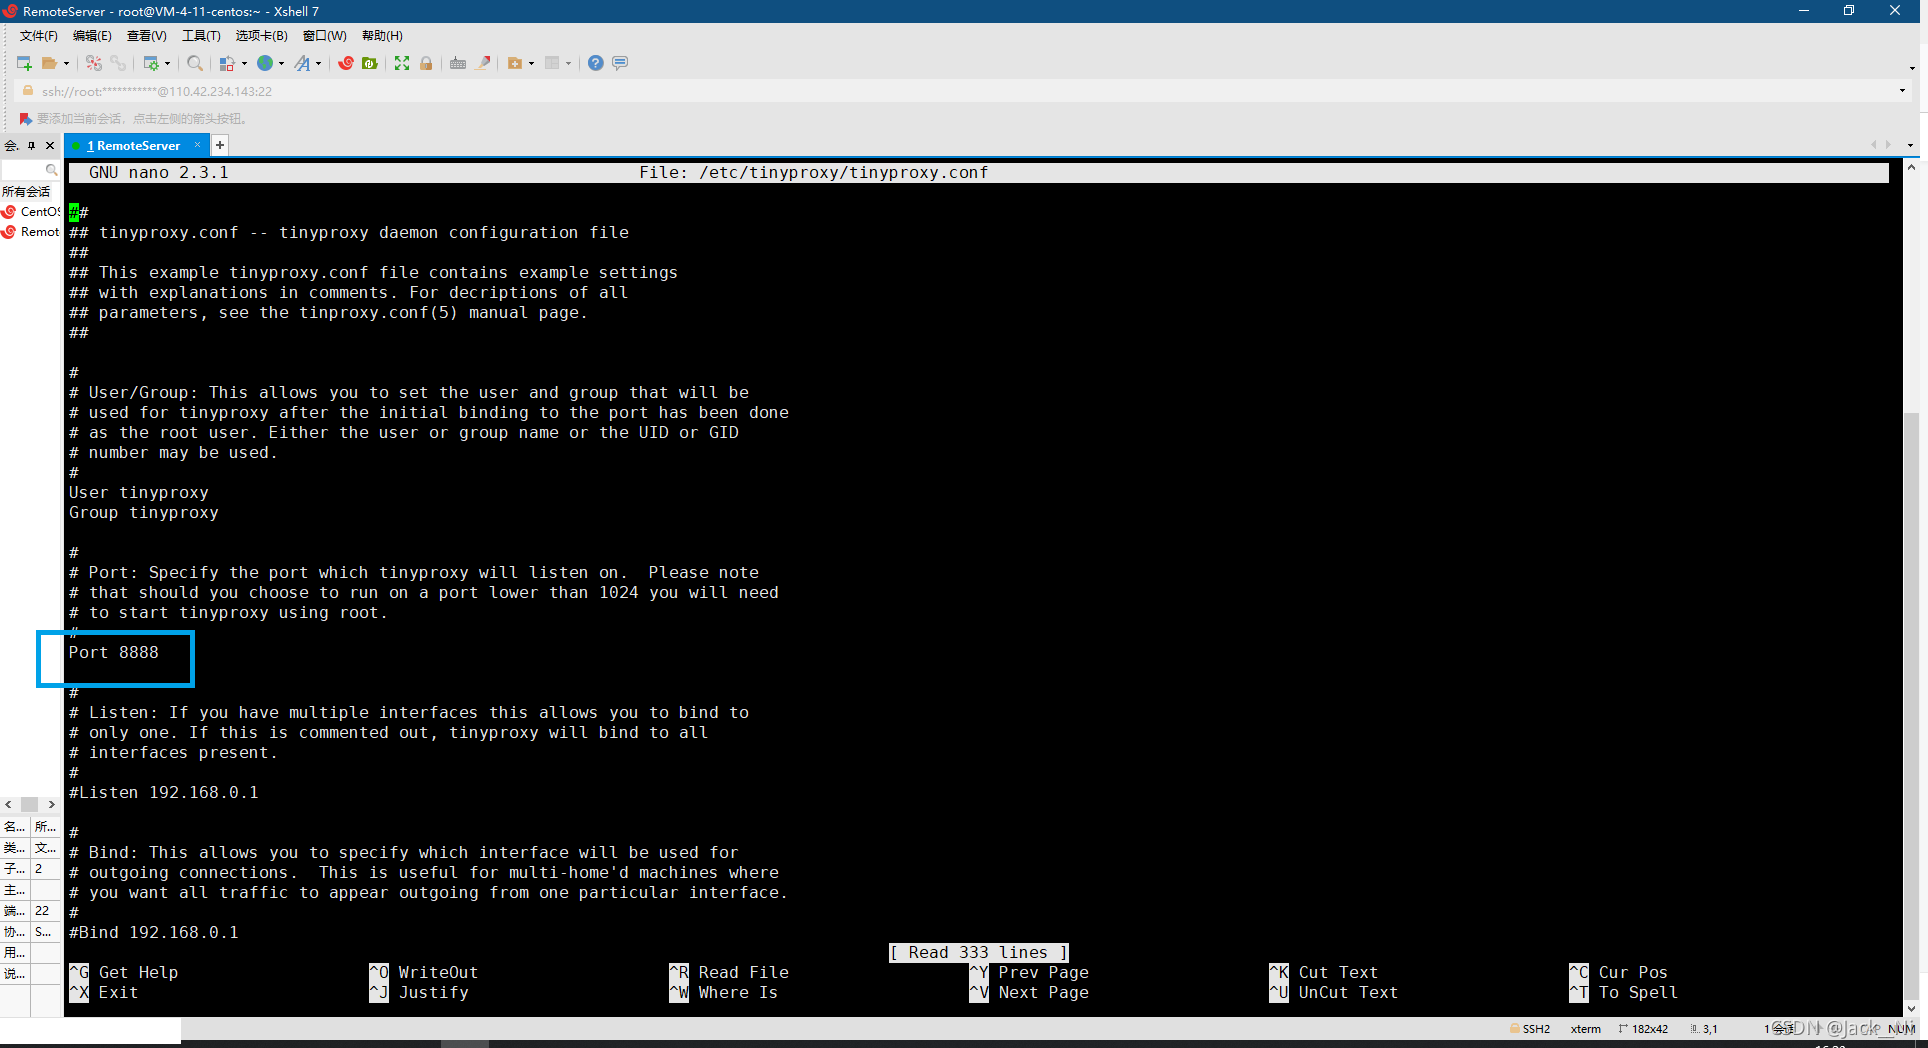 RemoteServer - root@VM-4-11-centos:~ - Xshell 7
文件(F) 编辑(E) 查看(V) 工具(T) 选项卡(B) 窗口(W) 帮助(H)
ssh://root:***********@110.42.234.143:22
要添加当前会话，点击左侧的箭头按钮。
会. 1 RemoteServer × +
所有会话
CentOS
Remot
GNU nano 2.3.1 File: /etc/tinyproxy/tinyproxy.conf
##
## tinyproxy.conf -- tinyproxy daemon configuration file
##
## This example tinyproxy.conf file contains example settings
## with explanations in comments. For decriptions of all
## parameters, see the tinproxy.conf(5) manual page.
##
#
# User/Group: This allows you to set the user and group that will be
# used for tinyproxy after the initial binding to the port has been done
# as the root user. Either the user or group name or the UID or GID
# number may be used.
#
User tinyproxy
Group tinyproxy
#
# Port: Specify the port which tinyproxy will listen on.  Please note
# that should you choose to run on a port lower than 1024 you will need
# to start tinyproxy using root.
#
Port 8888
#
# Listen: If you have multiple interfaces this allows you to bind to
# only one. If this is commented out, tinyproxy will bind to all
# interfaces present.
#
#Listen 192.168.0.1
#
# Bind: This allows you to specify which interface will be used for
# outgoing connections.  This is useful for multi-home'd machines where
# you want all traffic to appear outgoing from one particular interface.
#
#Bind 192.168.0.1
[ Read 333 lines ]
^G Get Help ^O WriteOut ^R Read File ^Y Prev Page ^K Cut Text ^C Cur Pos
^X Exit ^J Justify ^W Where Is ^V Next Page ^U UnCut Text ^T To Spell
名... 所...
类... 文...
子... 2
主...
端... 22
协... S...
用...
说...
SSH2 xterm 182x42 3,1 1 会话 NUM
CSDN @Jack_Ni